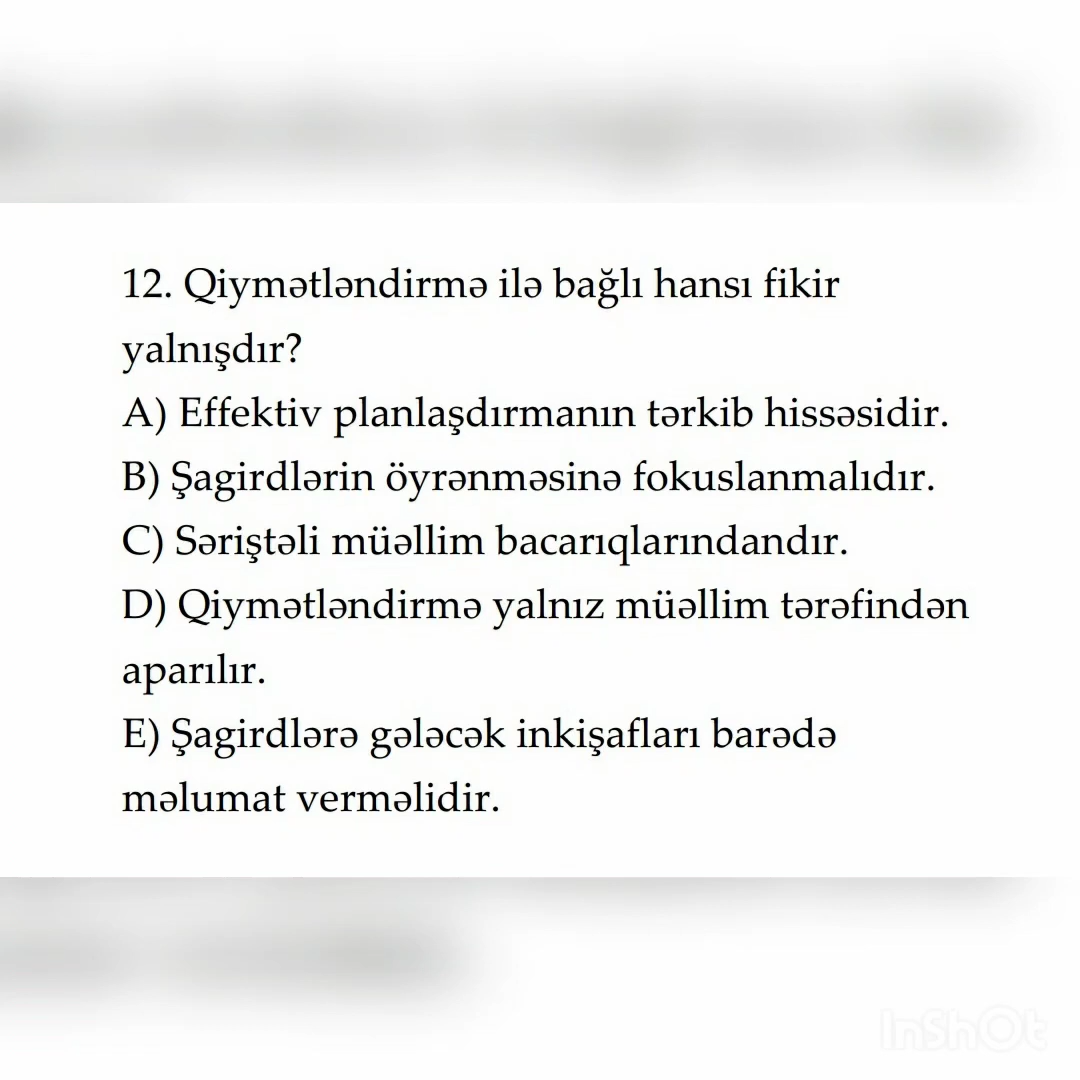 12. Qiymətləndirmə ilə bağlı hansı fikir
yalnışdır?
A) Effektiv planlaşdırmanın tərkib hissəsidir.
B) Şagirdlərin öyrənməsinə fokuslanmalıdır.
C) Səriştəli müəllim bacarıqlarındandır.
D) Qiymətləndirmə yalnız müəllim tərəfindən
aparılır.
E) Şagirdlərə gələcək inkişafları barədə
məlumat verməlidir.
InShOt